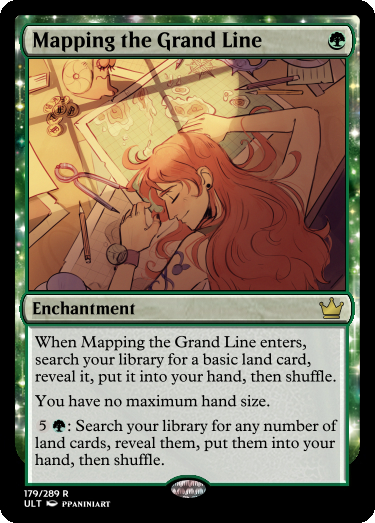 Mapping the Grand Line
Enchantment
When Mapping the Grand Line enters,
search your library for a basic land card,
reveal it, put it into your hand, then shuffle.
You have no maximum hand size.
5 : Search your library for any number of
land cards, reveal them, put them into your
hand, then shuffle.
179/289 R
ULT PPANINIART